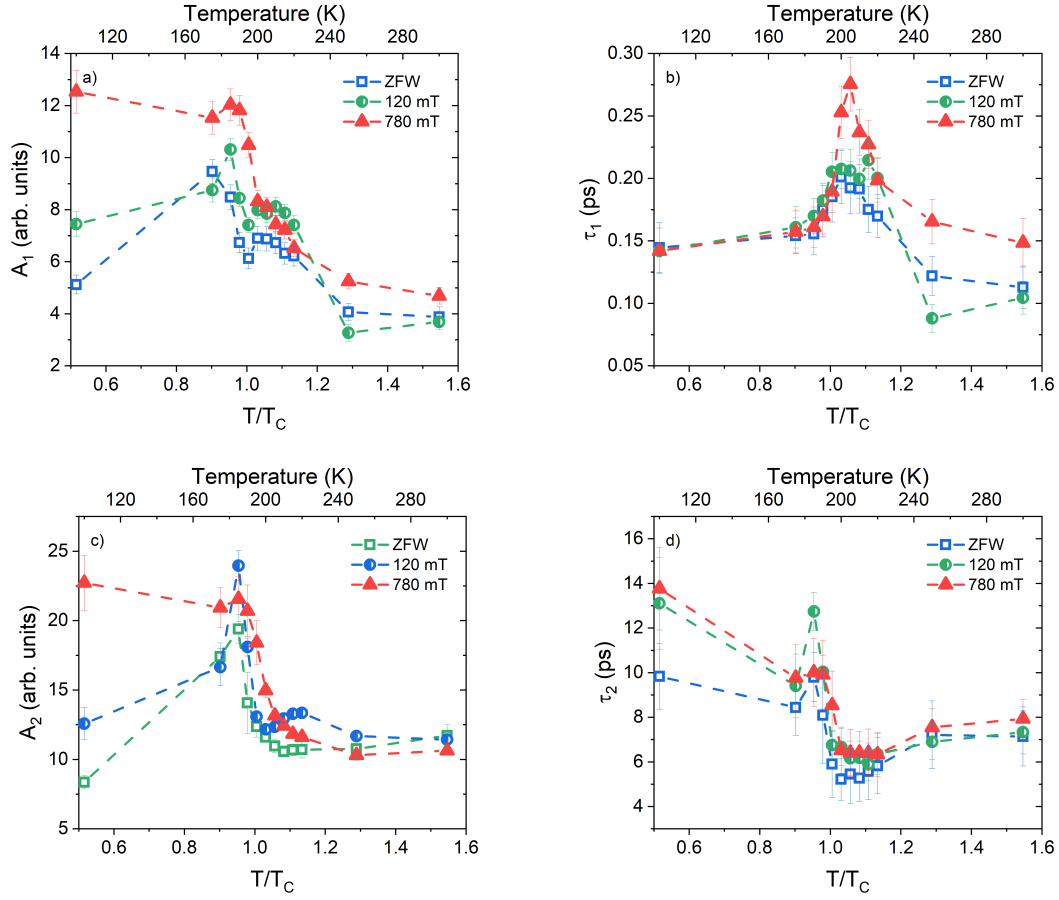 Temperature (K)
120 160 200 240 280
14
12
10
8
6
4
2
A₁ (arb. units)
a)
ZFW
120 mT
780 mT
0.6 0.8 1.0 1.2 1.4 1.6
T/T_C
Temperature (K)
120 160 200 240 280
0.30
0.25
0.20
0.15
0.10
0.05
τ₁ (ps)
b)
ZFW
120 mT
780 mT
0.6 0.8 1.0 1.2 1.4 1.6
T/T_C
Temperature (K)
120 160 200 240 280
25
20
15
10
5
A₂ (arb. units)
c)
ZFW
120 mT
780 mT
0.6 0.8 1.0 1.2 1.4 1.6
T/T_C
Temperature (K)
120 160 200 240 280
16
14
12
10
8
6
4
τ₂ (ps)
d)
ZFW
120 mT
780 mT
0.6 0.8 1.0 1.2 1.4 1.6
T/T_C